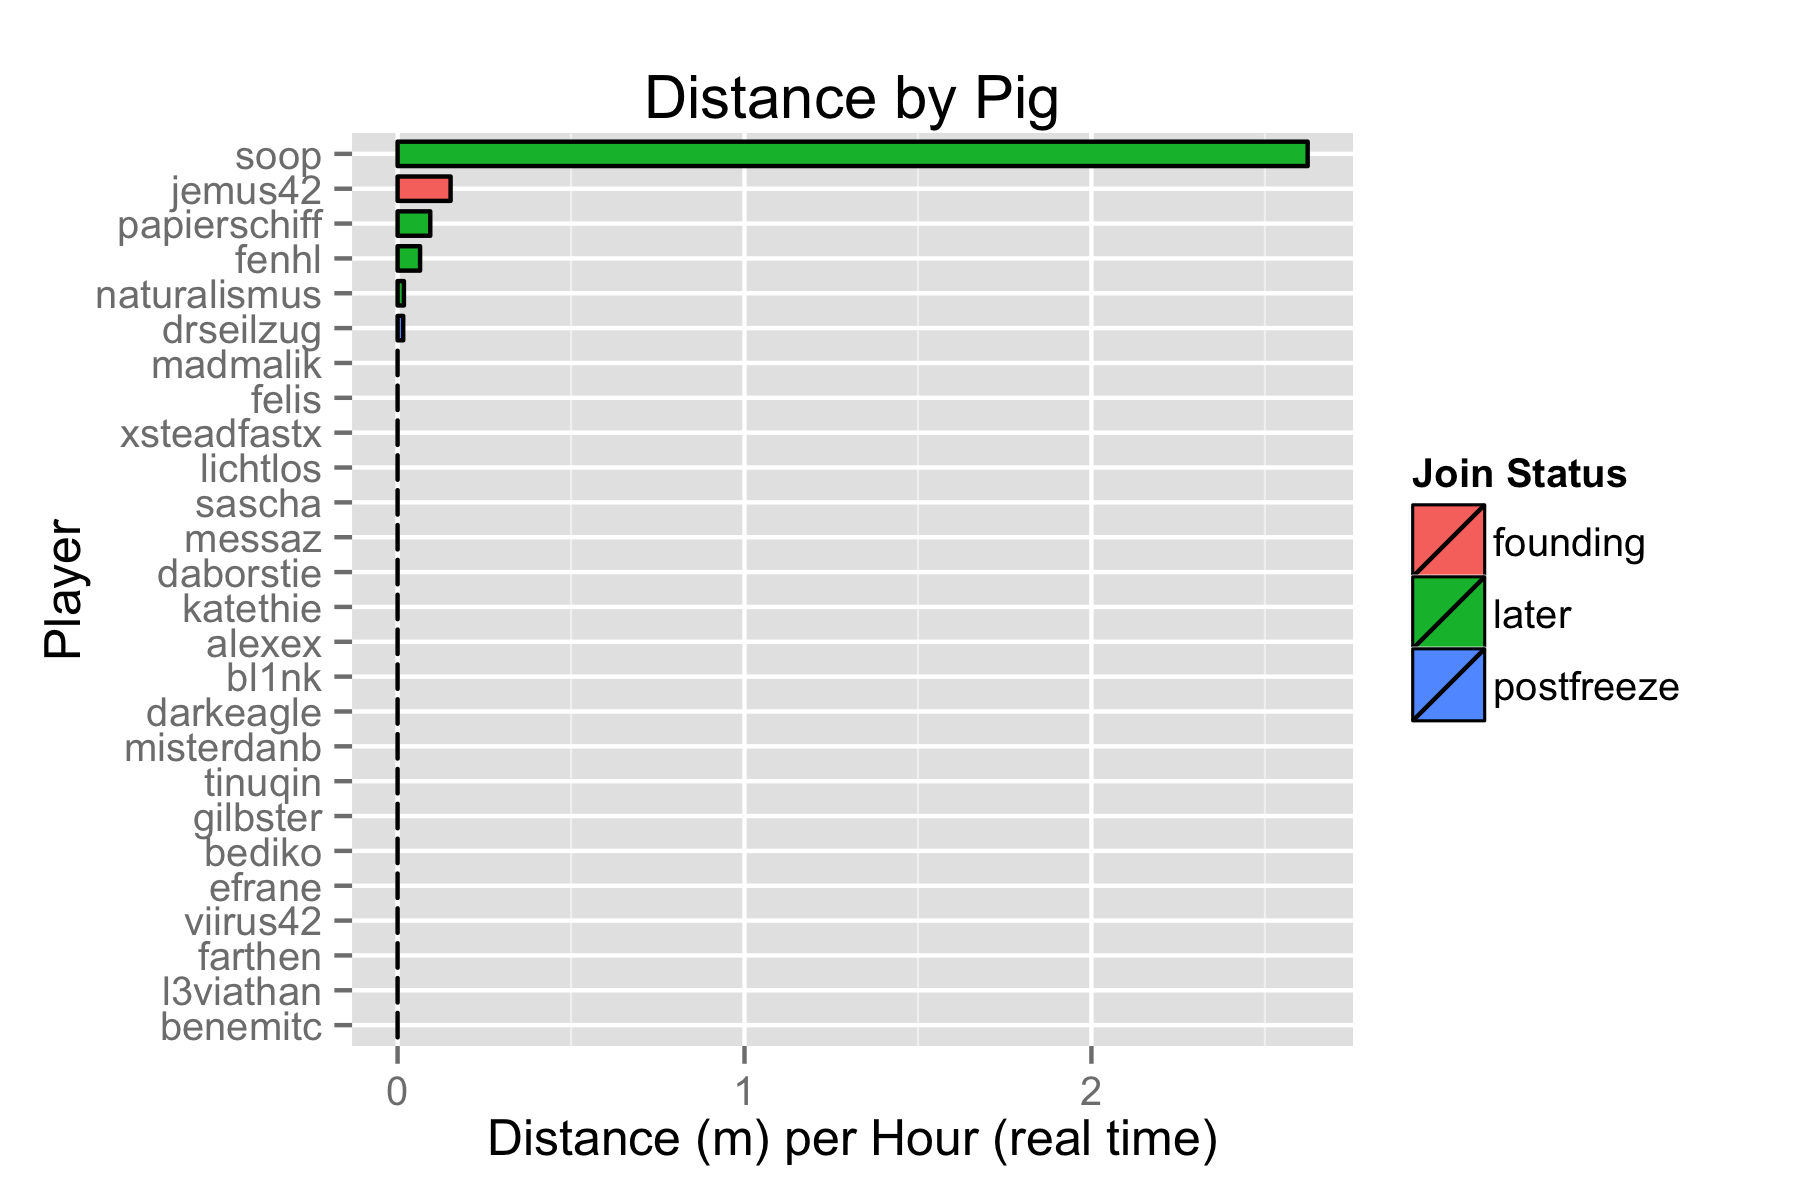 Distance by Pig
soop
jemus42
papierschiff
fenhl
naturalismus
drseilzug
madmalik
felis
xsteadfastx
lichtlos
sascha
messaz
daborstie
katethie
alexex
bl1nk
darkeagle
misterdanb
tinuqin
gilbster
bediko
efrane
viirus42
farthen
l3viathan
benemitc
Player
0 1 2
Distance (m) per Hour (real time)
Join Status
founding
later
postfreeze